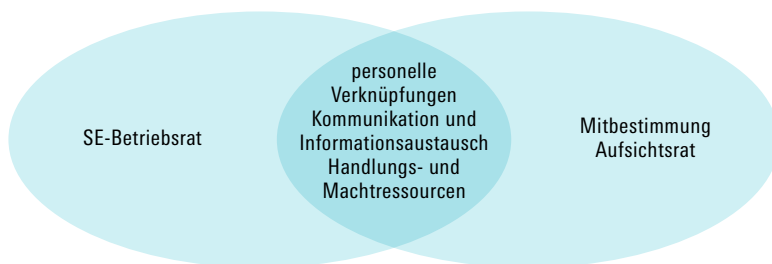 SE-Betriebsrat
personelle
Verknüpfungen
Kommunikation und
Informationsaustausch
Handlungs- und
Machtressourcen
Mitbestimmung
Aufsichtsrat